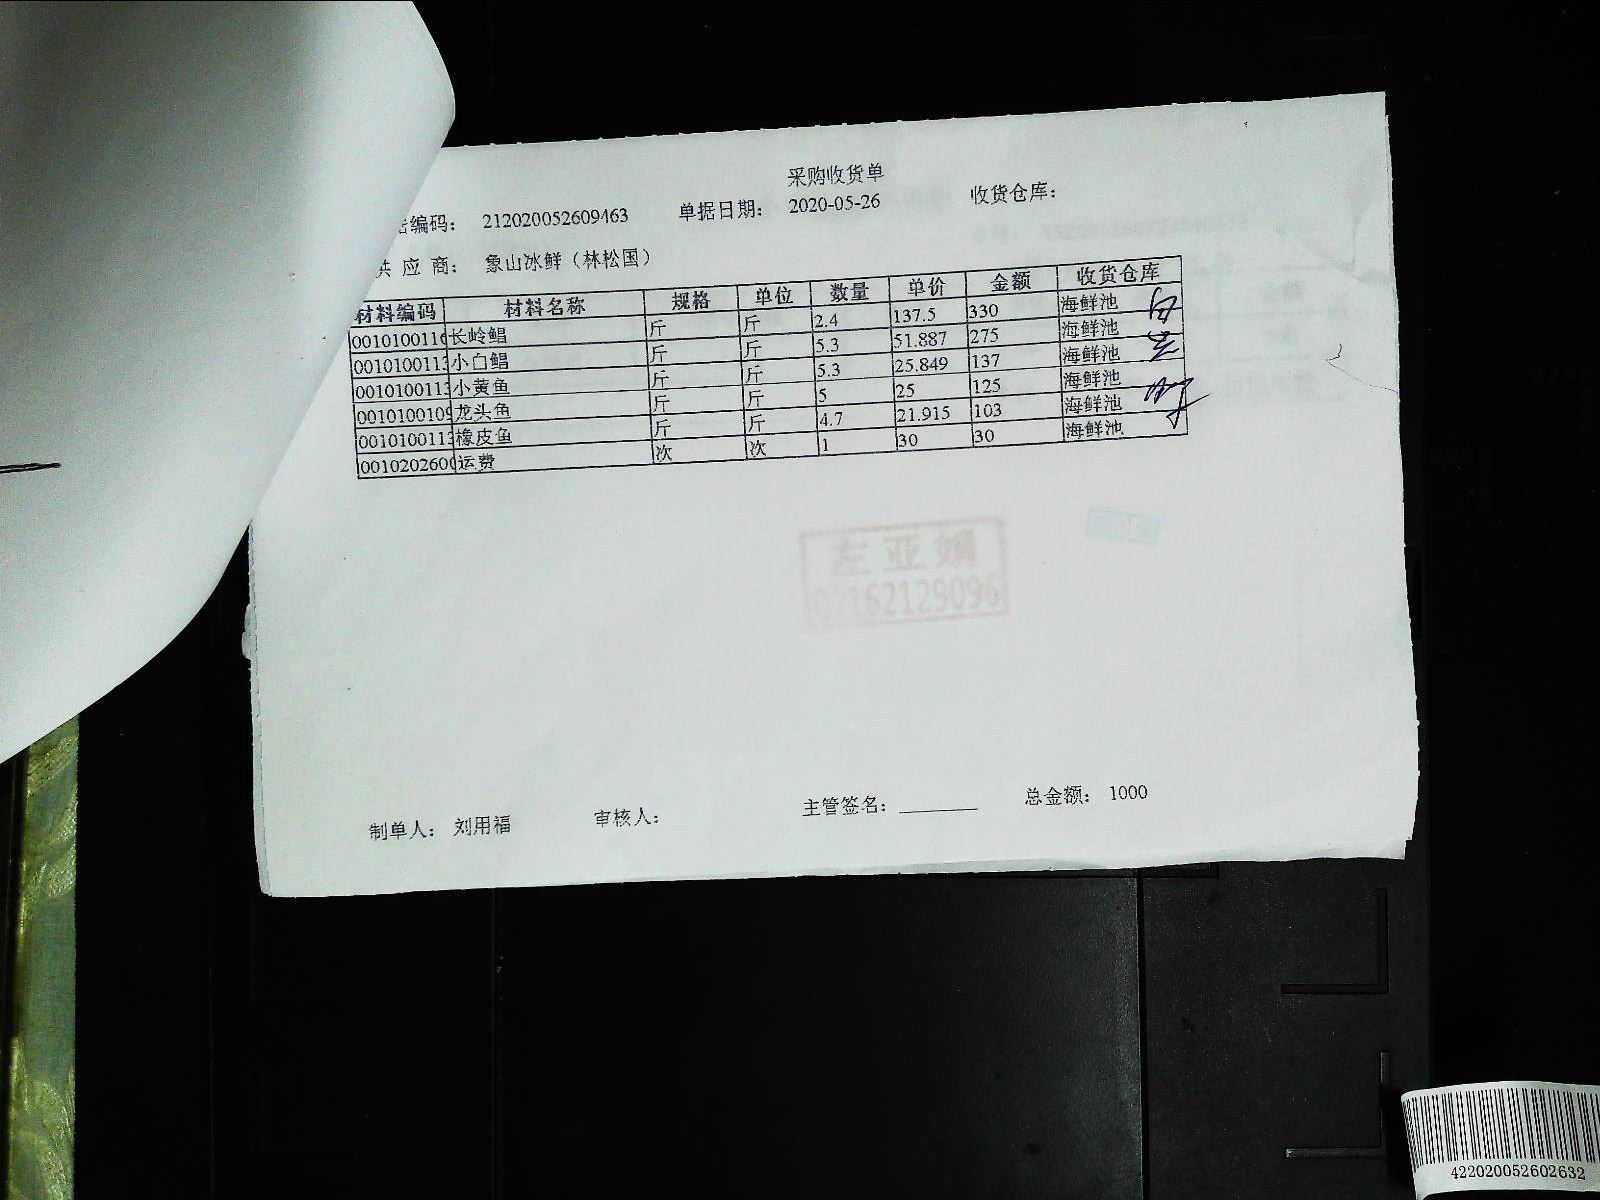 采购收货单
编码： 212020052609463 单据日期： 2020-05-26 收货仓库：
供 应 商： 象山冰鲜（林松国）
材料编码 材料名称 规格 单位 数量 单价 金额 收货仓库
0010100116 长岭鲳 斤 斤 2.4 137.5 330 海鲜池
001010011 小白鲳 斤 斤 5.3 51.887 275 海鲜池
001010011 小黄鱼 斤 斤 5.3 25.849 137 海鲜池
001010010 龙头鱼 斤 斤 5 25 125 海鲜池
001010011 橡皮鱼 斤 斤 4.7 21.915 103 海鲜池
001020260 运费 次 次 1 30 30 海鲜池
左亚娟
162129096
制单人： 刘用福 审核人： 主管签名： 总金额： 1000
422020052602632